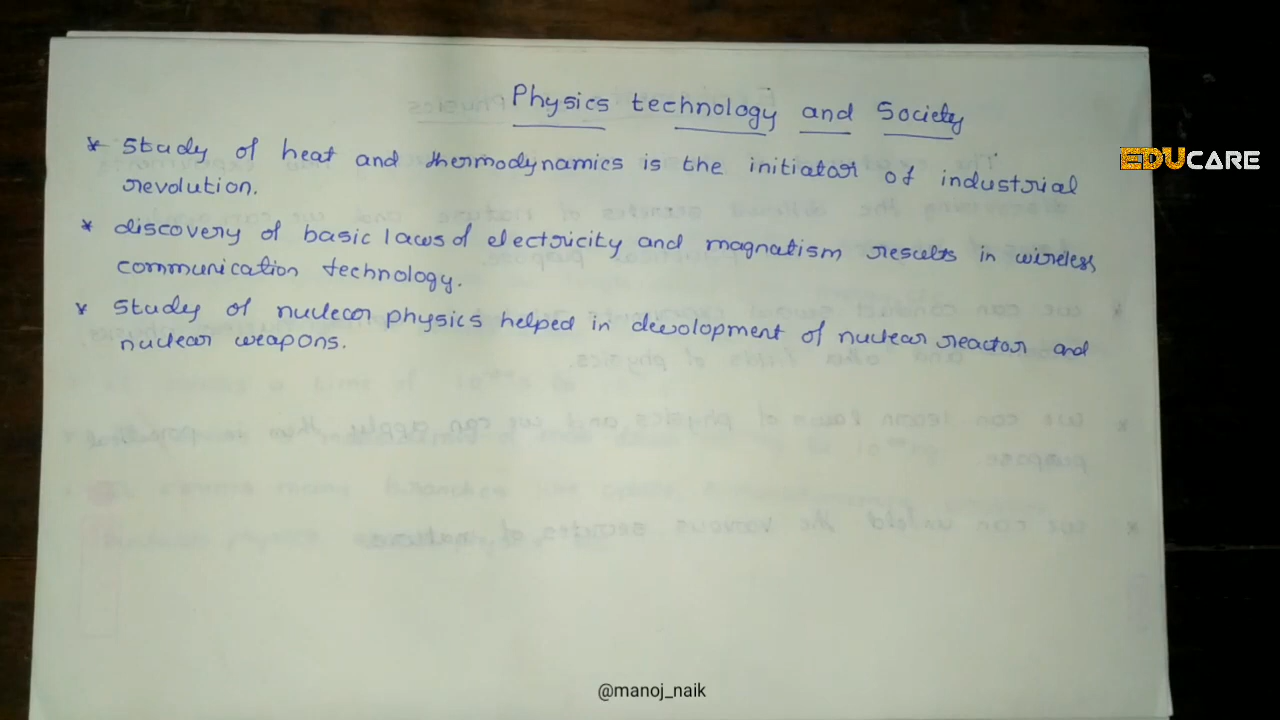 Physics technology and Society
* Study of heat and thermodynamics is the initiator of industrial
revolution.
* discovery of basic laws of electricity and magnatism results in wireless
communication technology.
* Study of nuclear physics helped in devolopment of nuclear reactor and
nuclear weapons.
EDUCARE
@manoj_naik